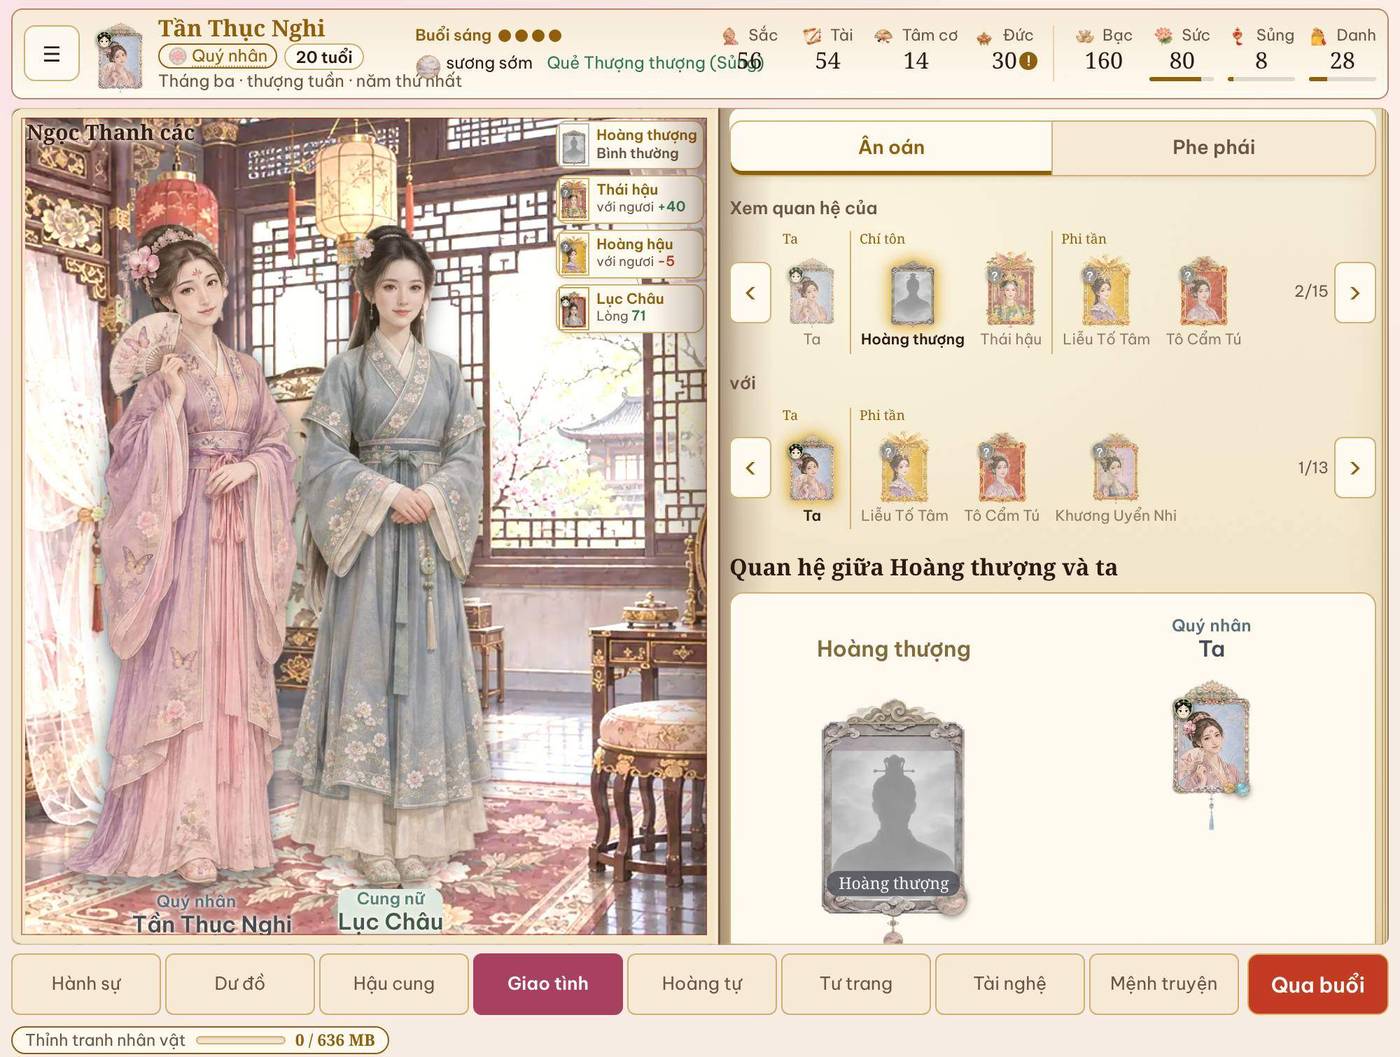 Tần Thục Nghi
Quý nhân
20 tuổi
Tháng ba · thượng tuần · năm thứ nhất
Buổi sáng
sương sớm
Quẻ Thượng thượng (Sủng)
Sắc
56
Tài
54
Tâm cơ
14
Đức
30
Bạc
160
Sức
80
Sủng
8
Danh
28
Ngọc Thanh các
Hoàng thượng
Bình thường
Thái hậu
với ngươi +40
Hoàng hậu
với ngươi -5
Lục Châu
Lòng 71
Quý nhân
Tần Thục Nghi
Cung nữ
Lục Châu
Ân oán
Phe phái
Xem quan hệ của
Ta
Chí tôn
Phi tần
Ta
Hoàng thượng
Thái hậu
Liễu Tố Tâm
Tô Cẩm Tú
2/15
với
Ta
Phi tần
Ta
Liễu Tố Tâm
Tô Cẩm Tú
Khương Uyển Nhi
1/13
Quan hệ giữa Hoàng thượng và ta
Hoàng thượng
Quý nhân
Ta
Hoàng thượng
Hành sự
Dư đồ
Hậu cung
Giao tình
Hoàng tự
Tư trang
Tài nghệ
Mệnh truyện
Qua buổi
Thỉnh tranh nhân vật
0 / 636 MB